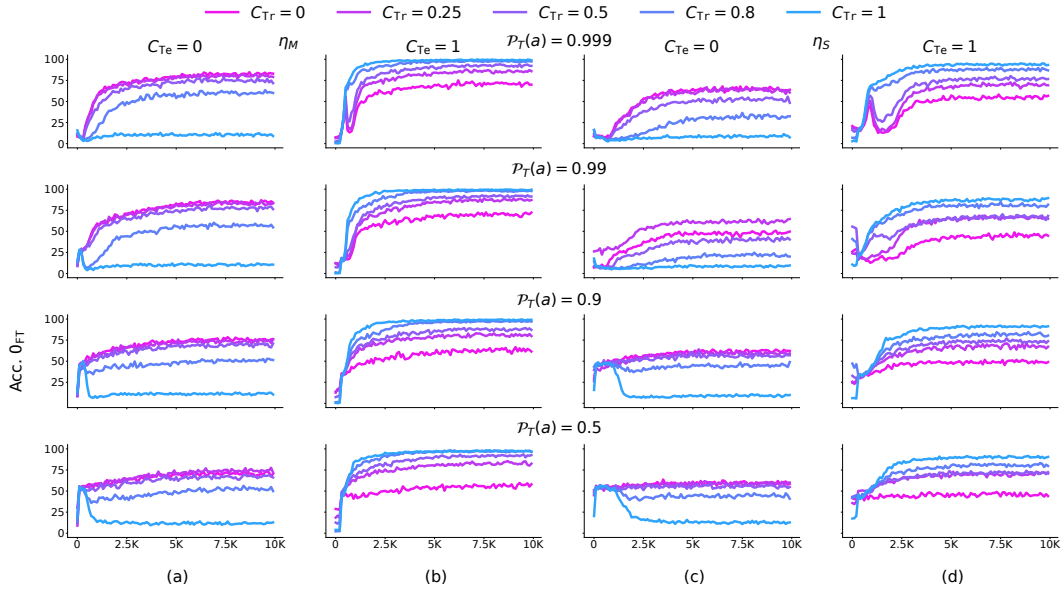 C_Tr = 0 C_Tr = 0.25 C_Tr = 0.5 C_Tr = 0.8 C_Tr = 1
C_Te = 0 η_M C_Te = 1 𝒫_T(a) = 0.999 C_Te = 0 η_S C_Te = 1
100
75
50
25
0
𝒫_T(a) = 0.99
100
75
50
25
0
𝒫_T(a) = 0.9
100
75
50
25
Acc. O_FT
𝒫_T(a) = 0.5
100
75
50
25
0
0 2.5K 5K 7.5K 10K 0 2.5K 5K 7.5K 10K 0 2.5K 5K 7.5K 10K 0 2.5K 5K 7.5K 10K
(a) (b) (c) (d)